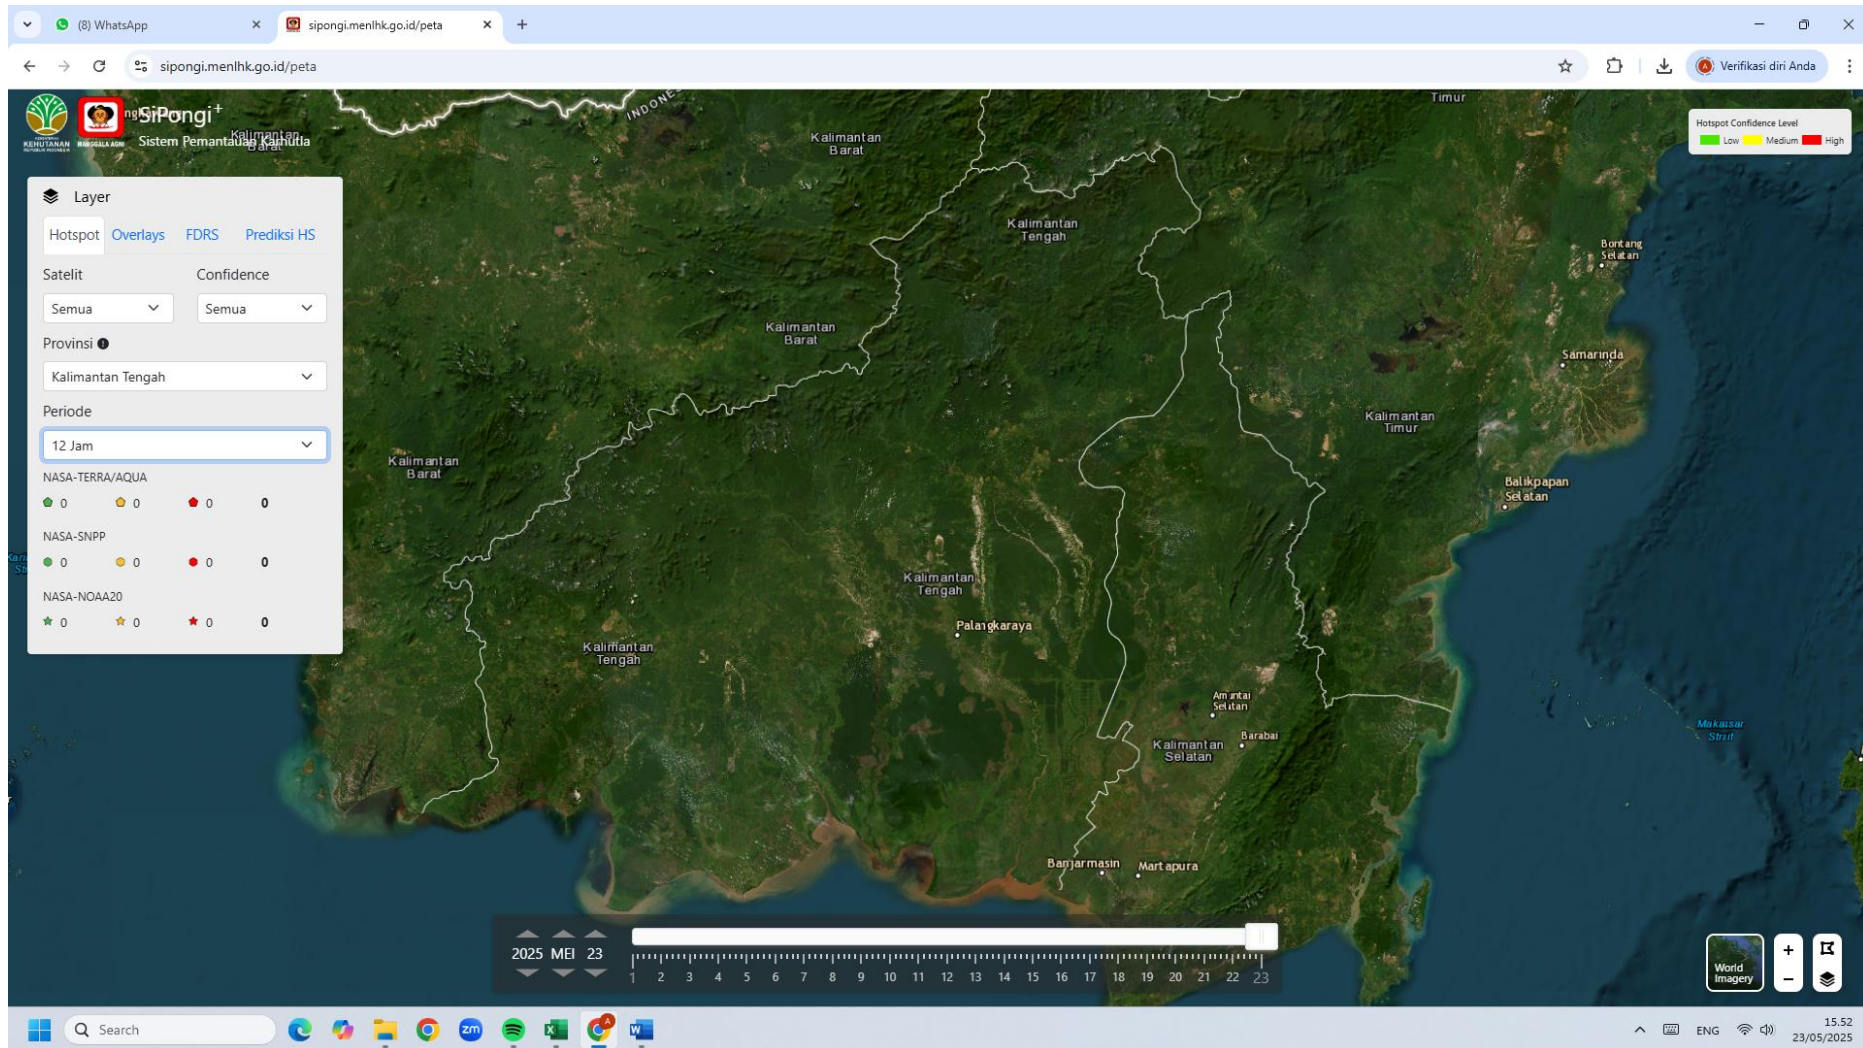 (8) WhatsApp
sipongi.menlhk.go.id/peta
sipongi.menlhk.go.id/peta
Verifikasi diri Anda
KEHUTANAN
MANGGALA AGNI
SiPongi+
Sistem Pemantauan Karhutla
Hotspot Confidence Level
Low Medium High
Layer
Hotspot Overlays FDRS Prediksi HS
Satelit Confidence
Semua Semua
Provinsi
Kalimantan Tengah
Periode
12 Jam
NASA-TERRA/AQUA
0 0 0 0
NASA-SNPP
0 0 0 0
NASA-NOAA20
0 0 0 0
Timur
Kalimantan
Barat
Kalimantan
Barat
Kalimantan
Tengah
Bontang
Selatan
Kalimantan
Barat
Samarinda
Kalimantan
Timur
Kalimantan
Barat
Balikpapan
Selatan
Kalimantan
Tengah
Palangkaraya
Kalimantan
Tengah
Amuntai
Selatan
Barabai
Kalimantan
Selatan
Makassar
Strait
Banjarmasin
Martapura
2025 MEI 23
1 2 3 4 5 6 7 8 9 10 11 12 13 14 15 16 17 18 19 20 21 22 23
World
Imagery
Search
ENG
15.52
23/05/2025